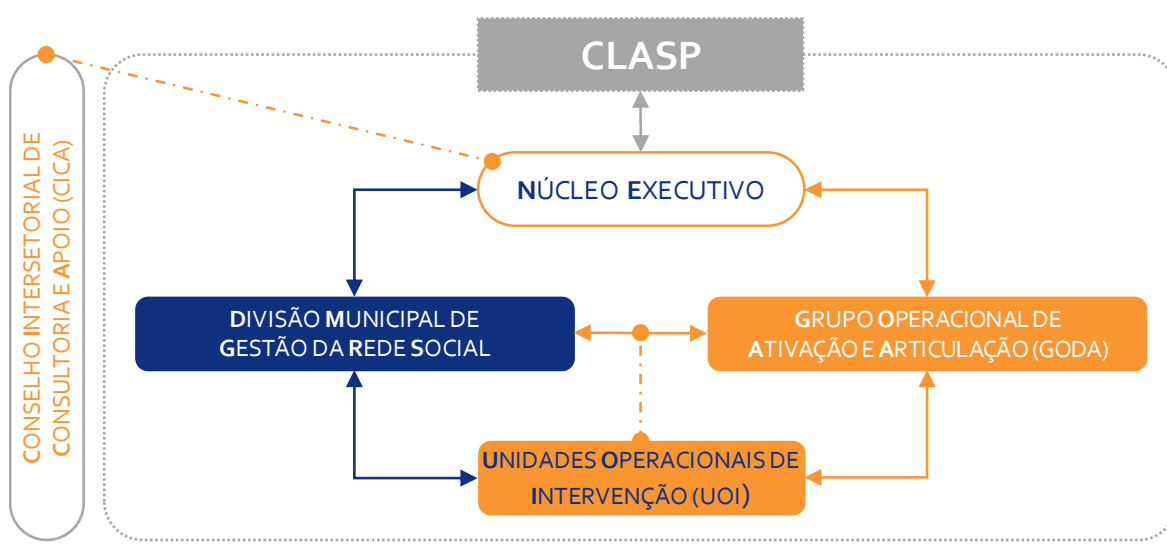 CONSELHO INTERSETORIAL DE
CONSULTORIA E APOIO (CICA)
CLASP
NÚCLEO EXECUTIVO
DIVISÃO MUNICIPAL DE
GESTÃO DA REDE SOCIAL
GRUPO OPERACIONAL DE
ATIVAÇÃO E ARTICULAÇÃO (GODA)
UNIDADES OPERACIONAIS DE
INTERVENÇÃO (UOI)